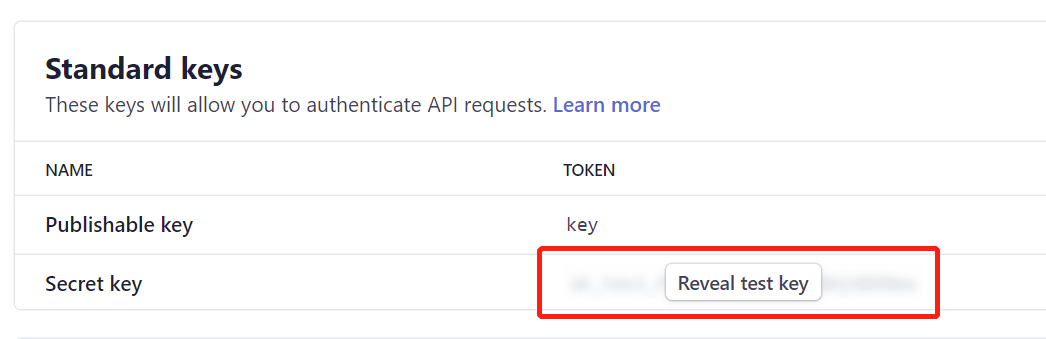 Standard keys
These keys will allow you to authenticate API requests. Learn more
NAME TOKEN
Publishable key key
Secret key Reveal test key